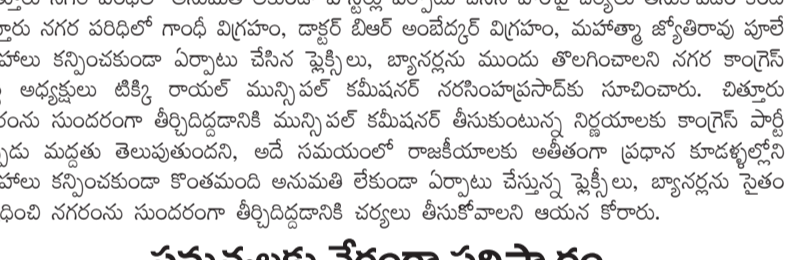 నగర పరిధిలో గాంధీ విగ్రహం, డాక్టర్ బిఆర్ అంబేద్కర్ విగ్రహం, మహాత్మా జ్యోతిరావు పూలే
కన్పించకుండా ఏర్పాటు చేసిన ఫ్లెక్సిలు, బ్యానర్లను ముందు తొలగించాలని నగర కాంగ్రెస్
అధ్యక్షులు టిక్కి రాయల్ మున్సిపల్ కమీషనర్ నరసింహప్రసాద్‌కు సూచించారు. చిత్తూరు
సుందరంగా తీర్చిదిద్దడానికి మున్సిపల్ కమీషనర్ తీసుకుంటున్న నిర్ణయాలకు కాంగ్రెస్ పార్టీ
మద్దతు తెలుపుతుందని, అదే సమయంలో రాజకీయాలకు అతీతంగా ప్రధాన కూడళ్ళల్లోని
కన్పించకుండా కొంతమంది అనుమతి లేకుండా ఏర్పాటు చేస్తున్న ఫ్లెక్సీలు, బ్యానర్లను సైతం
నగరంను సుందరంగా తీర్చిదిద్దడానికి చర్యలు తీసుకోవాలని ఆయన కోరారు.